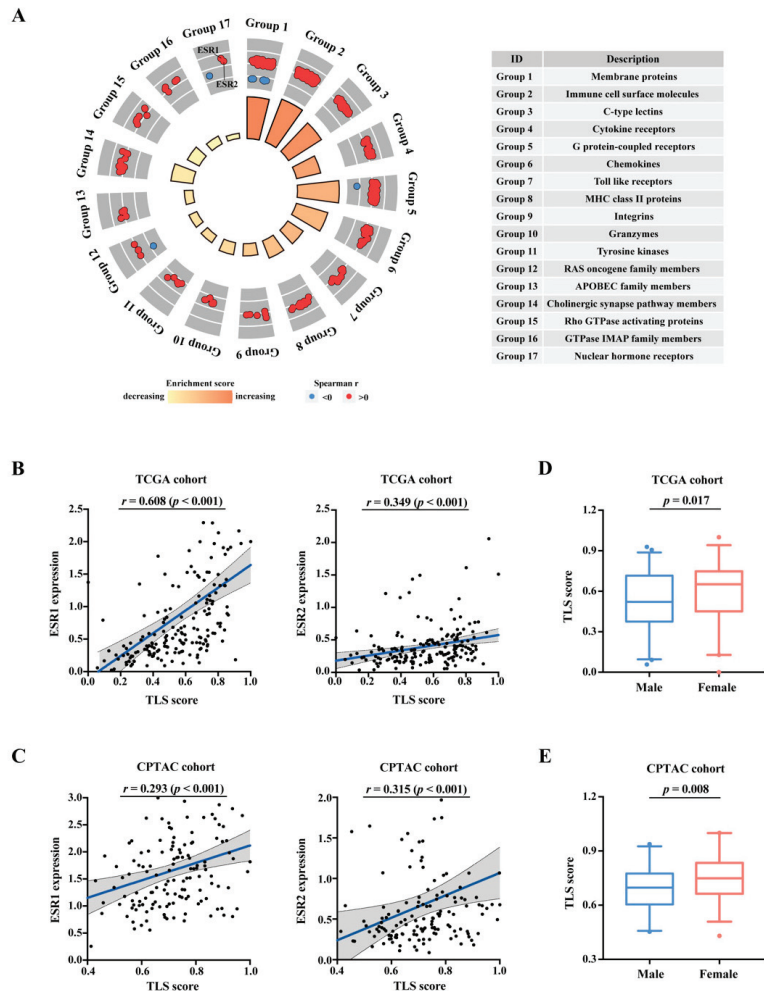 A
Group 17
Group 1
Group 16
Group 2
ESR1
ESR2
Group 15
Group 3
Group 14
Group 4
Group 13
Group 5
Group 12
Group 6
Group 11
Group 7
Group 10
Group 9
Group 8
Enrichment score
Spearman r
decreasing
increasing
<0
>0
ID Description
Group 1 Membrane proteins
Group 2 Immune cell surface molecules
Group 3 C-type lectins
Group 4 Cytokine receptors
Group 5 G protein-coupled receptors
Group 6 Chemokines
Group 7 Toll like receptors
Group 8 MHC class II proteins
Group 9 Integrins
Group 10 Granzymes
Group 11 Tyrosine kinases
Group 12 RAS oncogene family members
Group 13 APOBEC family members
Group 14 Cholinergic synapse pathway members
Group 15 Rho GTPase activating proteins
Group 16 GTPase IMAP family members
Group 17 Nuclear hormone receptors
B
TCGA cohort
r = 0.608 (p < 0.001)
ESR1 expression
2.5
2.0
1.5
1.0
0.5
0.0
0.0 0.2 0.4 0.6 0.8 1.0
TLS score
TCGA cohort
r = 0.349 (p < 0.001)
ESR2 expression
2.5
2.0
1.5
1.0
0.5
0.0
0.0 0.2 0.4 0.6 0.8 1.0
TLS score
D
TCGA cohort
p = 0.017
TLS score
1.2
0.9
0.6
0.3
0.0
Male Female
C
CPTAC cohort
r = 0.293 (p < 0.001)
ESR1 expression
3.0
2.5
2.0
1.5
1.0
0.5
0.0
0.4 0.6 0.8 1.0
TLS score
CPTAC cohort
r = 0.315 (p < 0.001)
ESR2 expression
2.0
1.5
1.0
0.5
0.0
0.4 0.6 0.8 1.0
TLS score
E
CPTAC cohort
p = 0.008
TLS score
1.2
0.9
0.6
0.3
Male Female